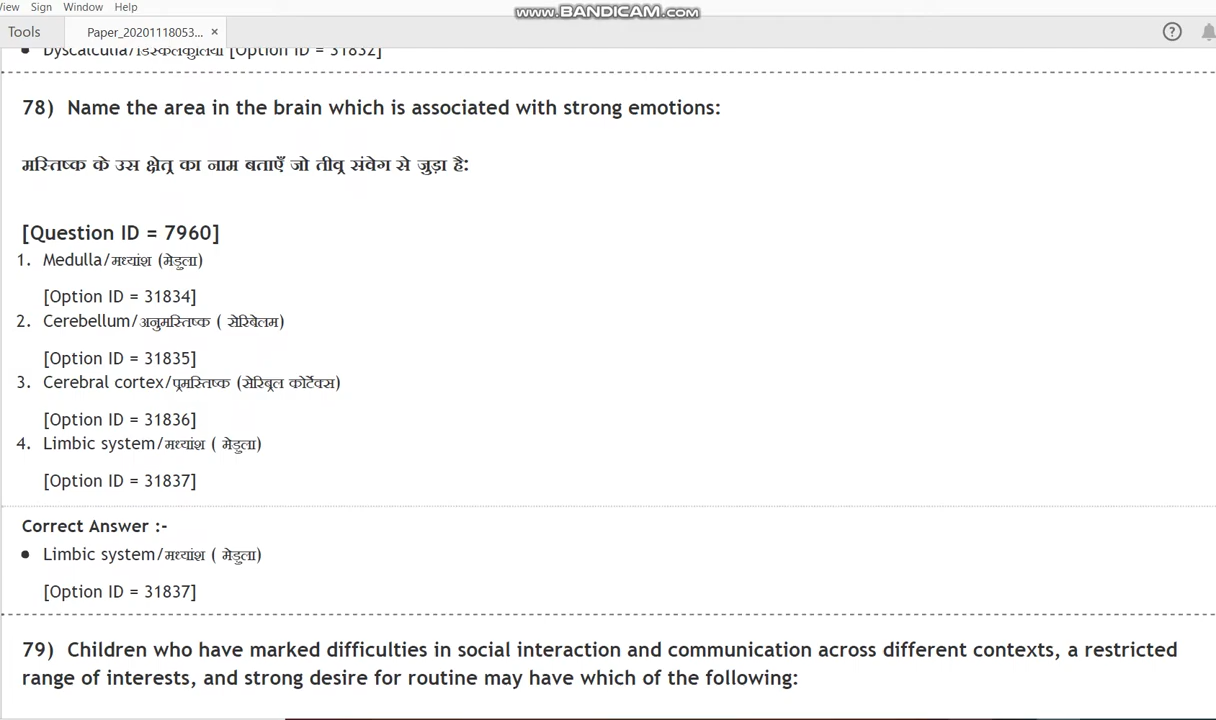 View Sign Window Help
www.BANDICAM.com
Tools Paper_20201118053... × ?
• Dyscalculia/डिस्कैलकुलिया [Option ID = 31832]
78) Name the area in the brain which is associated with strong emotions:
मस्तिष्क के उस क्षेत्र का नाम बताएँ जो तीव्र संवेग से जुड़ा है:
[Question ID = 7960]
1. Medulla/मध्यांश (मेडुला)
[Option ID = 31834]
2. Cerebellum/अनुमस्तिष्क ( सेरिबेलम)
[Option ID = 31835]
3. Cerebral cortex/प्रमस्तिष्क (सेरिब्रल कोर्टेक्स)
[Option ID = 31836]
4. Limbic system/मध्यांश ( मेडुला)
[Option ID = 31837]
Correct Answer :-
• Limbic system/मध्यांश ( मेडुला)
[Option ID = 31837]
79) Children who have marked difficulties in social interaction and communication across different contexts, a restricted
range of interests, and strong desire for routine may have which of the following: